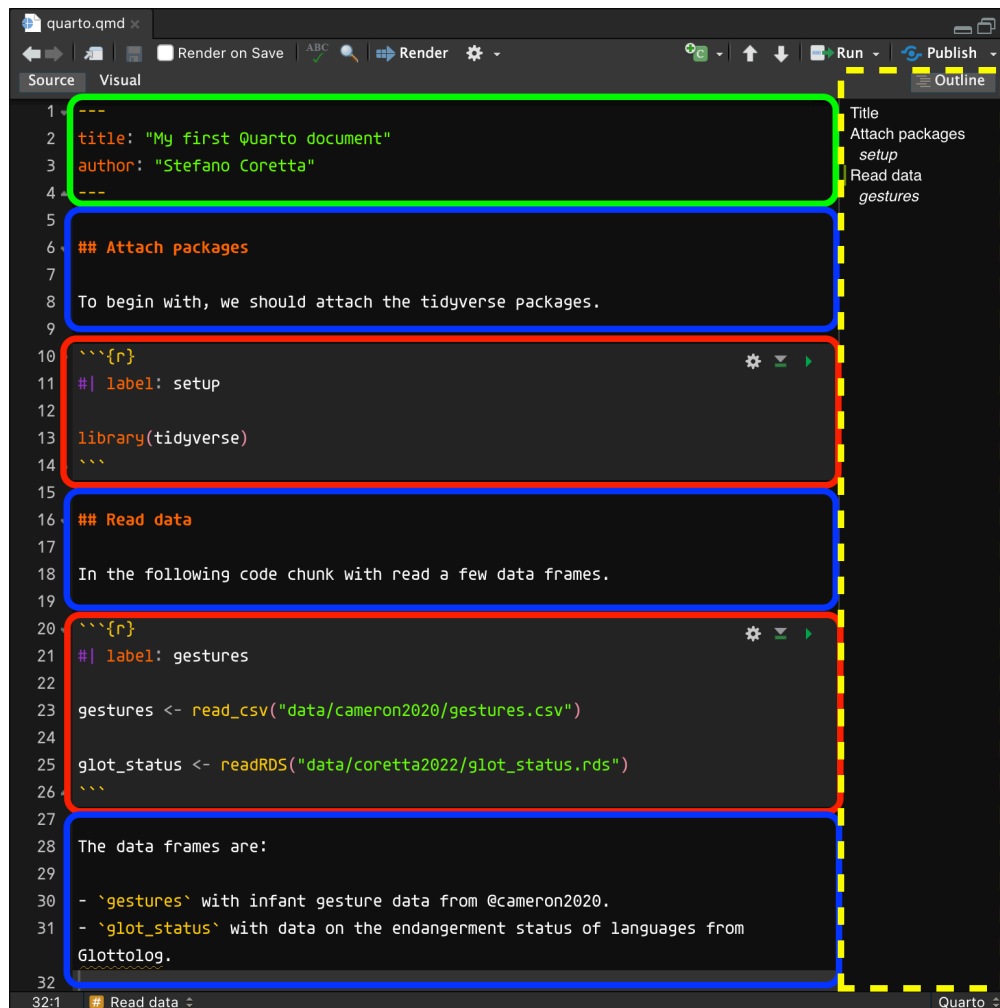 quarto.qmd ×
Render on Save ABC Render Run Publish
Source Visual Outline
1 ---
2 title: "My first Quarto document"
3 author: "Stefano Coretta"
4 ---
5
6 ## Attach packages
7
8 To begin with, we should attach the tidyverse packages.
9
10 ```{r}
11 #| label: setup
12
13 library(tidyverse)
14 ```
15
16 ## Read data
17
18 In the following code chunk with read a few data frames.
19
20 ```{r}
21 #| label: gestures
22
23 gestures <- read_csv("data/cameron2020/gestures.csv")
24
25 glot_status <- readRDS("data/coretta2022/glot_status.rds")
26 ```
27
28 The data frames are:
29
30 - `gestures` with infant gesture data from @cameron2020.
31 - `glot_status` with data on the endangerment status of languages from
Glottolog.
32
Title
Attach packages
setup
Read data
gestures
32:1 # Read data Quarto